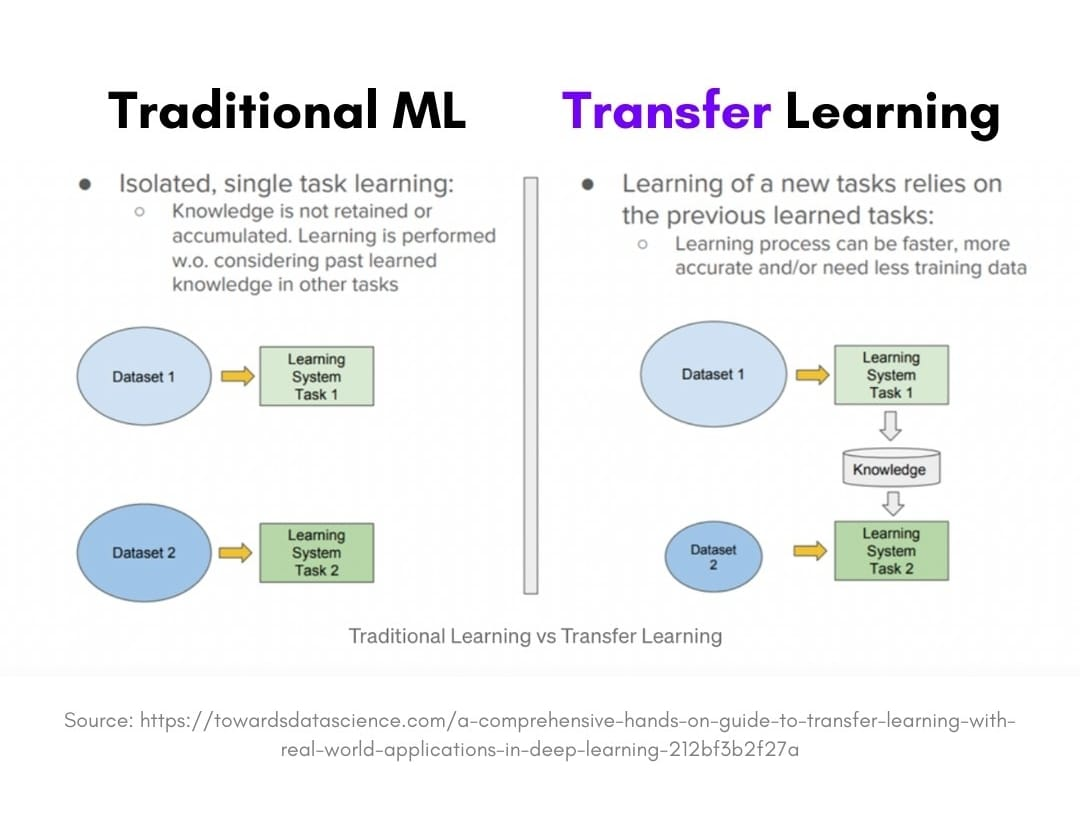 Traditional ML
Isolated, single task learning:
Knowledge is not retained or
accumulated. Learning is performed
w.o. considering past learned
knowledge in other tasks
Dataset 1
Learning
System
Task 1
Dataset 2
Learning
System
Task 2
Transfer Learning
Learning of a new tasks relies on
the previous learned tasks:
Learning process can be faster, more
accurate and/or need less training data
Dataset 1
Learning
System
Task 1
Knowledge
Dataset
2
Learning
System
Task 2
Traditional Learning vs Transfer Learning
Source: https://towardsdatascience.com/a-comprehensive-hands-on-guide-to-transfer-learning-with-
real-world-applications-in-deep-learning-212bf3b2f27a